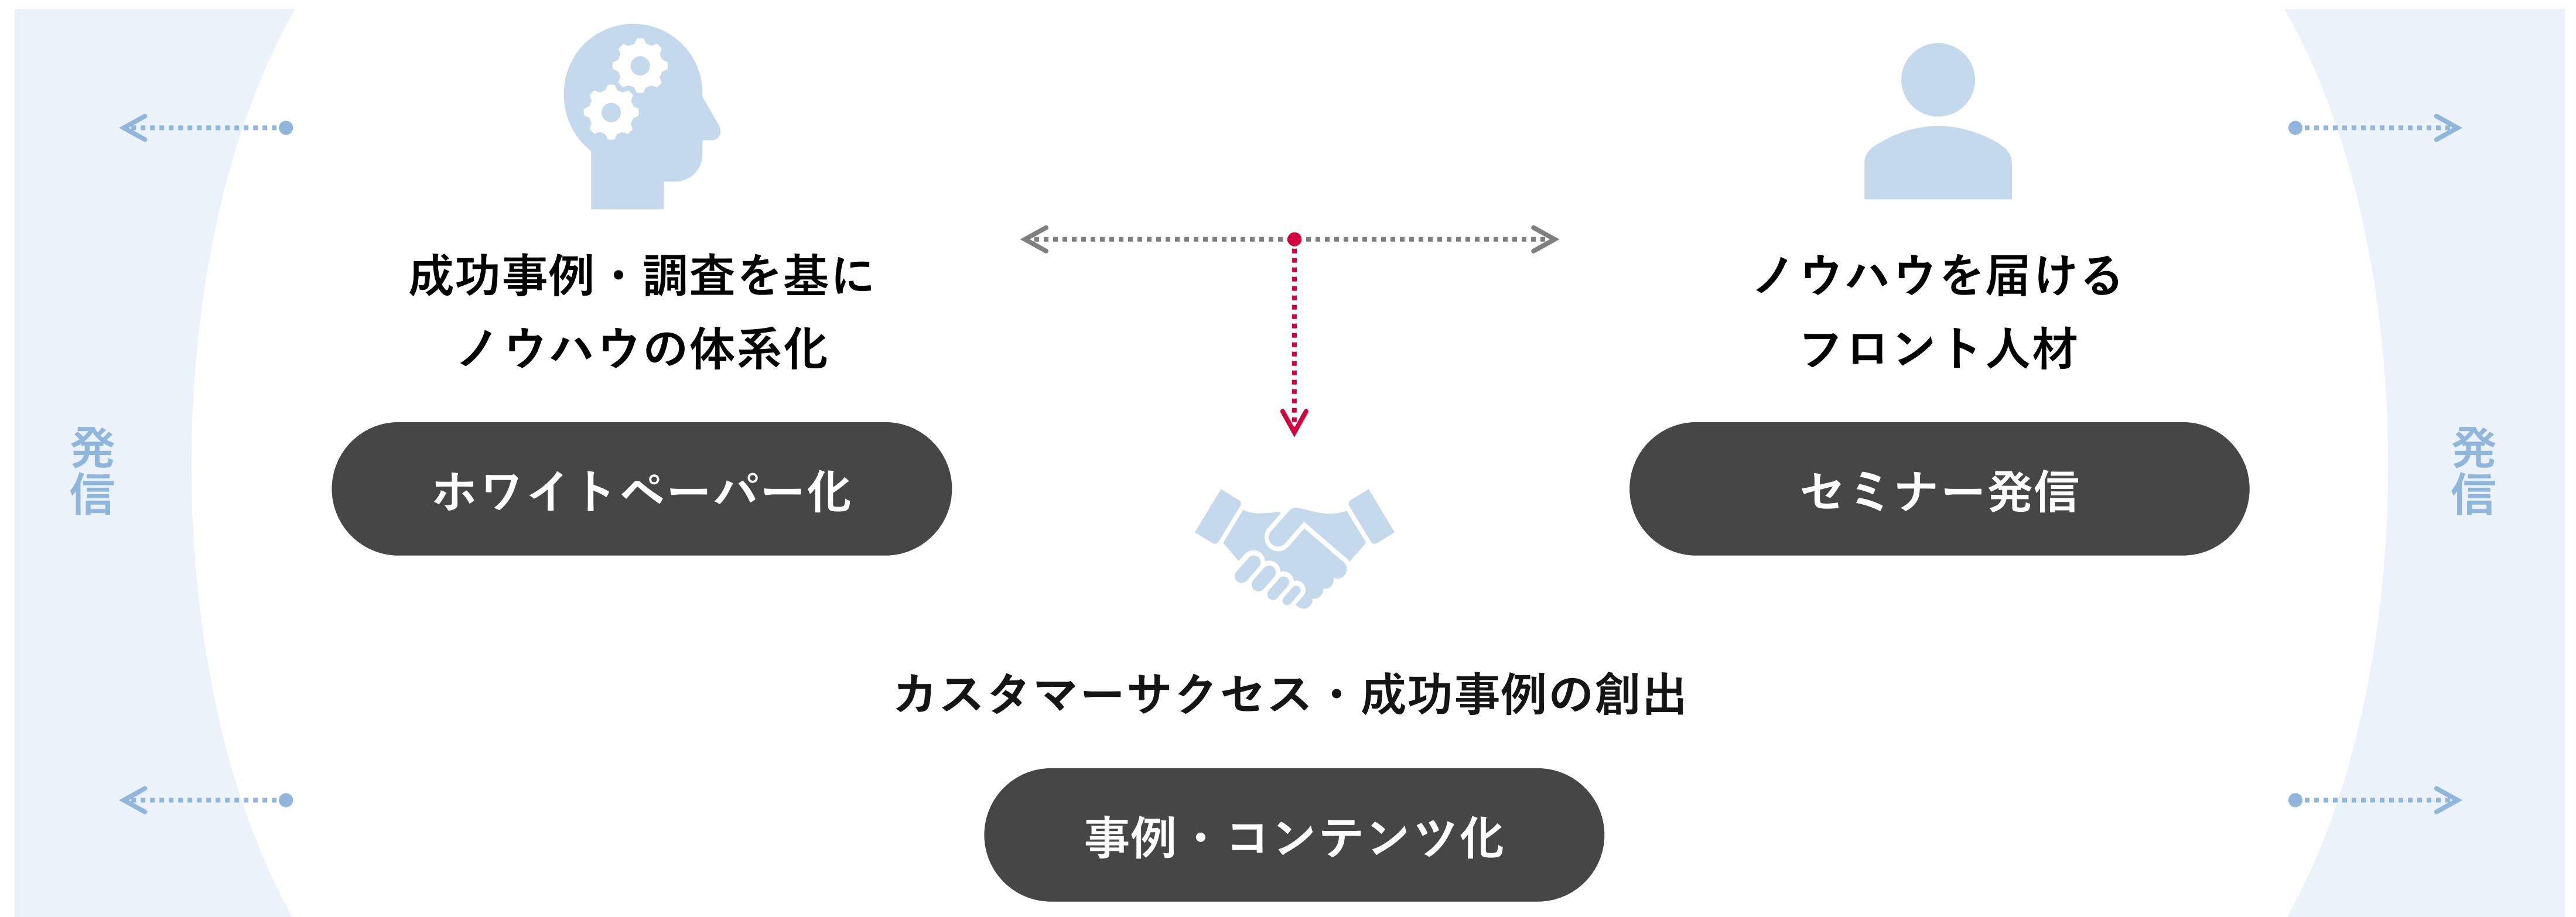 成功事例・調査を基に
ノウハウの体系化
ホワイトペーパー化
ノウハウを届ける
フロント人材
セミナー発信
発信
発信
カスタマーサクセス・成功事例の創出
事例・コンテンツ化